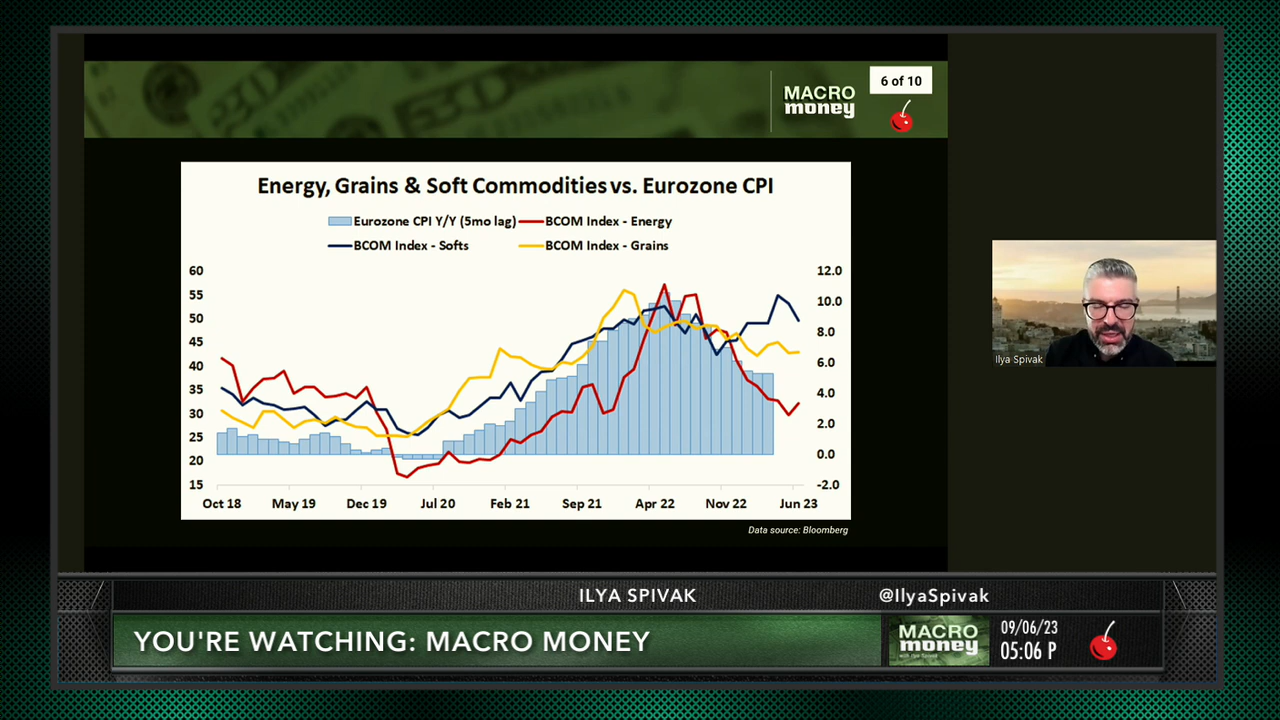 MACRO
money
6 of 10
Energy, Grains & Soft Commodities vs. Eurozone CPI
Eurozone CPI Y/Y (5mo lag)
BCOM Index - Energy
BCOM Index - Softs
BCOM Index - Grains
60
55
50
45
40
35
30
25
20
15
12.0
10.0
8.0
6.0
4.0
2.0
0.0
-2.0
Oct 18
May 19
Dec 19
Jul 20
Feb 21
Sep 21
Apr 22
Nov 22
Jun 23
Data source: Bloomberg
Ilya Spivak
ILYA SPIVAK
@IlyaSpivak
YOU'RE WATCHING: MACRO MONEY
MACRO
money
with Ilya Spivak
09/06/23
05:06 P